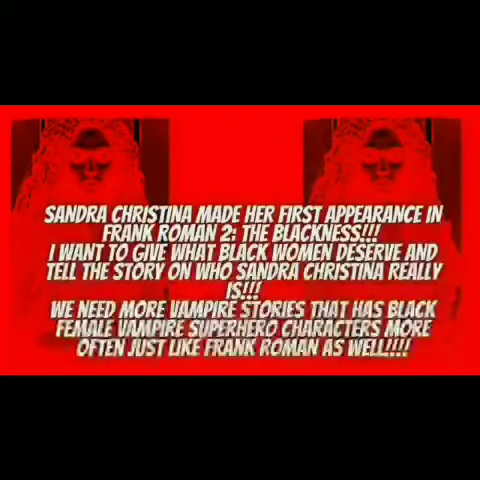 SANDRA CHRISTINA MADE HER FIRST APPEARANCE IN
FRANK ROMAN 2: THE BLACKNESS!!!
I WANT TO GIVE WHAT BLACK WOMEN DESERVE AND
TELL THE STORY ON WHO SANDRA CHRISTINA REALLY
IS!!!
WE NEED MORE VAMPIRE STORIES THAT HAS BLACK
FEMALE VAMPIRE SUPERHERO CHARACTERS MORE
OFTEN JUST LIKE FRANK ROMAN AS WELL!!!!